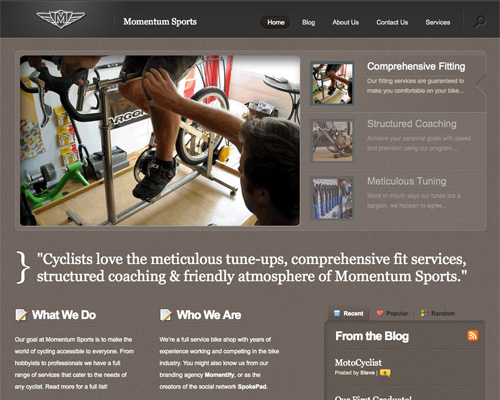 M
Momentum Sports
Home Blog About Us Contact Us Services
ARGON
Comprehensive Fitting
Our fitting services are guaranteed to
make you comfortable on your bike...
Structured Coaching
Achieve your personal goals with speed
and precision using our program...
Meticulous Tuning
Word of mouth says our tunes are a
bargain, we happen to agree...
} "Cyclists love the meticulous tune-ups, comprehensive fit services,
structured coaching & friendly atmosphere of Momentum Sports."
What We Do
Our goal at Momentum Sports is to make the
world of cycling accessible to everyone. From
hobbyists to professionals we have a full
range of services that cater to the needs of
any cyclist. Read more for a full list!
Who We Are
We're a full service bike shop with years of
experience working and competing in the bike
industry. You might also know us from our
branding agency Momentify, or as the
creators of the social network SpokePad.
Recent Popular Random
From the Blog
MotoCyclist
Posted by Steve |
Our First Graduate!